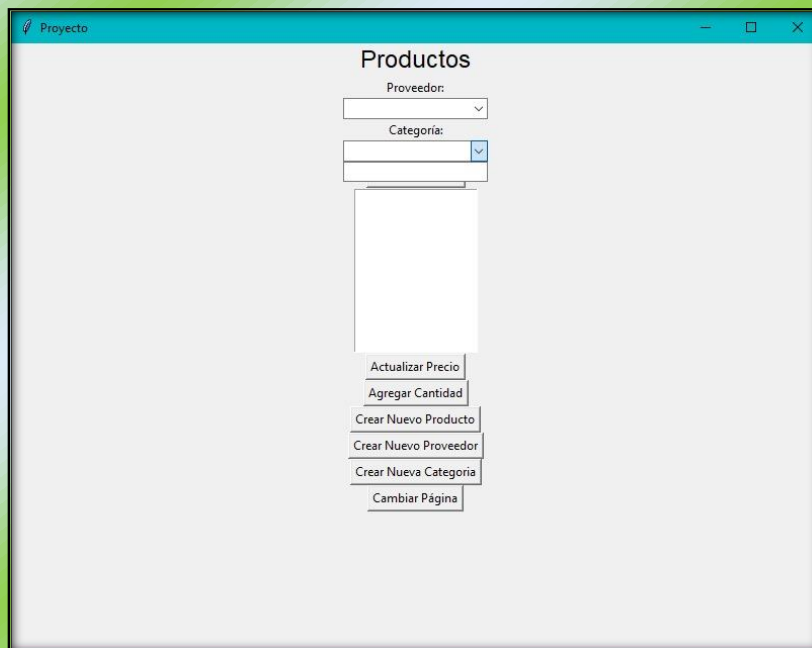 Proyecto
Productos
Proveedor:
Categoría:
Actualizar Precio
Agregar Cantidad
Crear Nuevo Producto
Crear Nuevo Proveedor
Crear Nueva Categoria
Cambiar Página